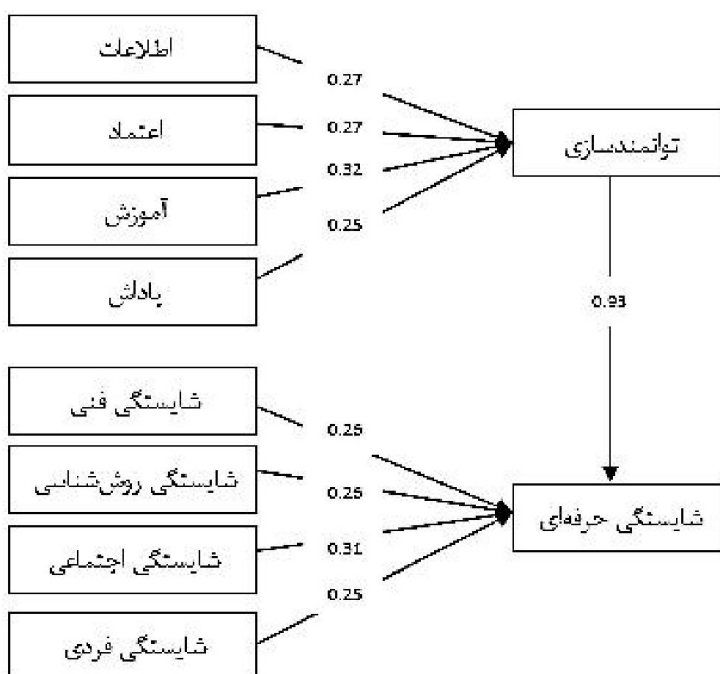 اطلاعات
0.27
اعتماد
0.27
توانمندسازی
0.32
آموزش
0.25
پاداش
0.93
شایستگی فنی
0.26
شایستگی روش‌شناسی
0.25
شایستگی حرفه‌ای
0.31
شایستگی اجتماعی
0.25
شایستگی فردی